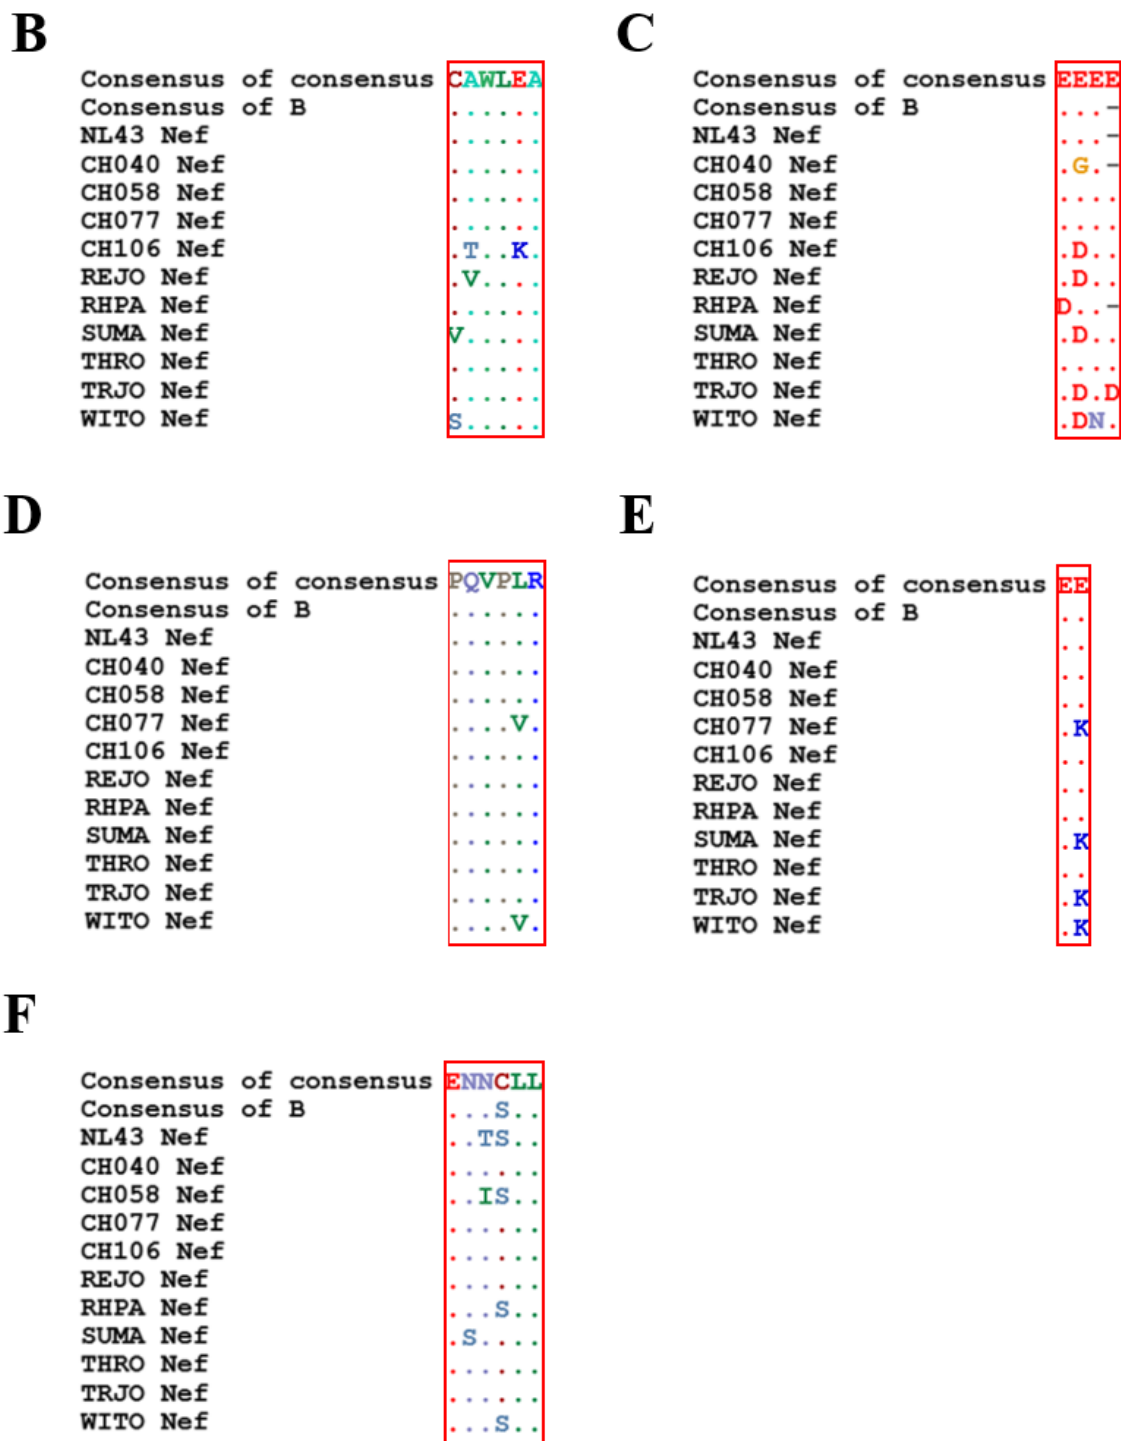 B
Consensus of consensus CAWLEA
Consensus of B ......
NL43 Nef ......
CH040 Nef ......
CH058 Nef ......
CH077 Nef ......
CH106 Nef .T..K.
REJO Nef .V....
RHPA Nef ......
SUMA Nef V.....
THRO Nef ......
TRJO Nef ......
WITO Nef S.....
C
Consensus of consensus EEEE
Consensus of B ...-
NL43 Nef ...-
CH040 Nef .G.-
CH058 Nef ....
CH077 Nef ....
CH106 Nef .D..
REJO Nef .D..
RHPA Nef D..-
SUMA Nef .D..
THRO Nef ....
TRJO Nef .D.D
WITO Nef .DN.
D
Consensus of consensus PQVPLR
Consensus of B ......
NL43 Nef ......
CH040 Nef ......
CH058 Nef ......
CH077 Nef ....V.
CH106 Nef ......
REJO Nef ......
RHPA Nef ......
SUMA Nef ......
THRO Nef ......
TRJO Nef ......
WITO Nef ....V.
E
Consensus of consensus EE
Consensus of B ..
NL43 Nef ..
CH040 Nef ..
CH058 Nef ..
CH077 Nef .K
CH106 Nef ..
REJO Nef ..
RHPA Nef ..
SUMA Nef .K
THRO Nef ..
TRJO Nef .K
WITO Nef .K
F
Consensus of consensus ENNCLL
Consensus of B ...S..
NL43 Nef ..TS..
CH040 Nef ......
CH058 Nef ..IS..
CH077 Nef ......
CH106 Nef ......
REJO Nef ......
RHPA Nef ...S..
SUMA Nef .S....
THRO Nef ......
TRJO Nef ......
WITO Nef ...S..